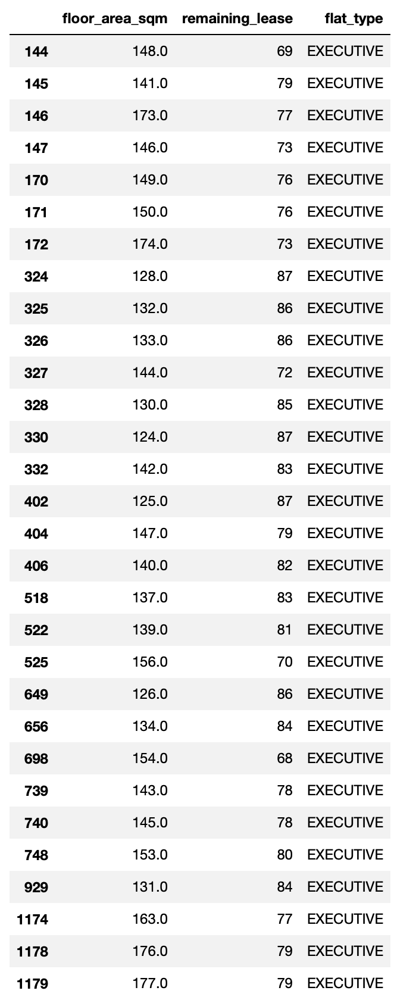 floor_area_sqm remaining_lease flat_type
144 148.0 69 EXECUTIVE
145 141.0 79 EXECUTIVE
146 173.0 77 EXECUTIVE
147 146.0 73 EXECUTIVE
170 149.0 76 EXECUTIVE
171 150.0 76 EXECUTIVE
172 174.0 73 EXECUTIVE
324 128.0 87 EXECUTIVE
325 132.0 86 EXECUTIVE
326 133.0 86 EXECUTIVE
327 144.0 72 EXECUTIVE
328 130.0 85 EXECUTIVE
330 124.0 87 EXECUTIVE
332 142.0 83 EXECUTIVE
402 125.0 87 EXECUTIVE
404 147.0 79 EXECUTIVE
406 140.0 82 EXECUTIVE
518 137.0 83 EXECUTIVE
522 139.0 81 EXECUTIVE
525 156.0 70 EXECUTIVE
649 126.0 86 EXECUTIVE
656 134.0 84 EXECUTIVE
698 154.0 68 EXECUTIVE
739 143.0 78 EXECUTIVE
740 145.0 78 EXECUTIVE
748 153.0 80 EXECUTIVE
929 131.0 84 EXECUTIVE
1174 163.0 77 EXECUTIVE
1178 176.0 79 EXECUTIVE
1179 177.0 79 EXECUTIVE